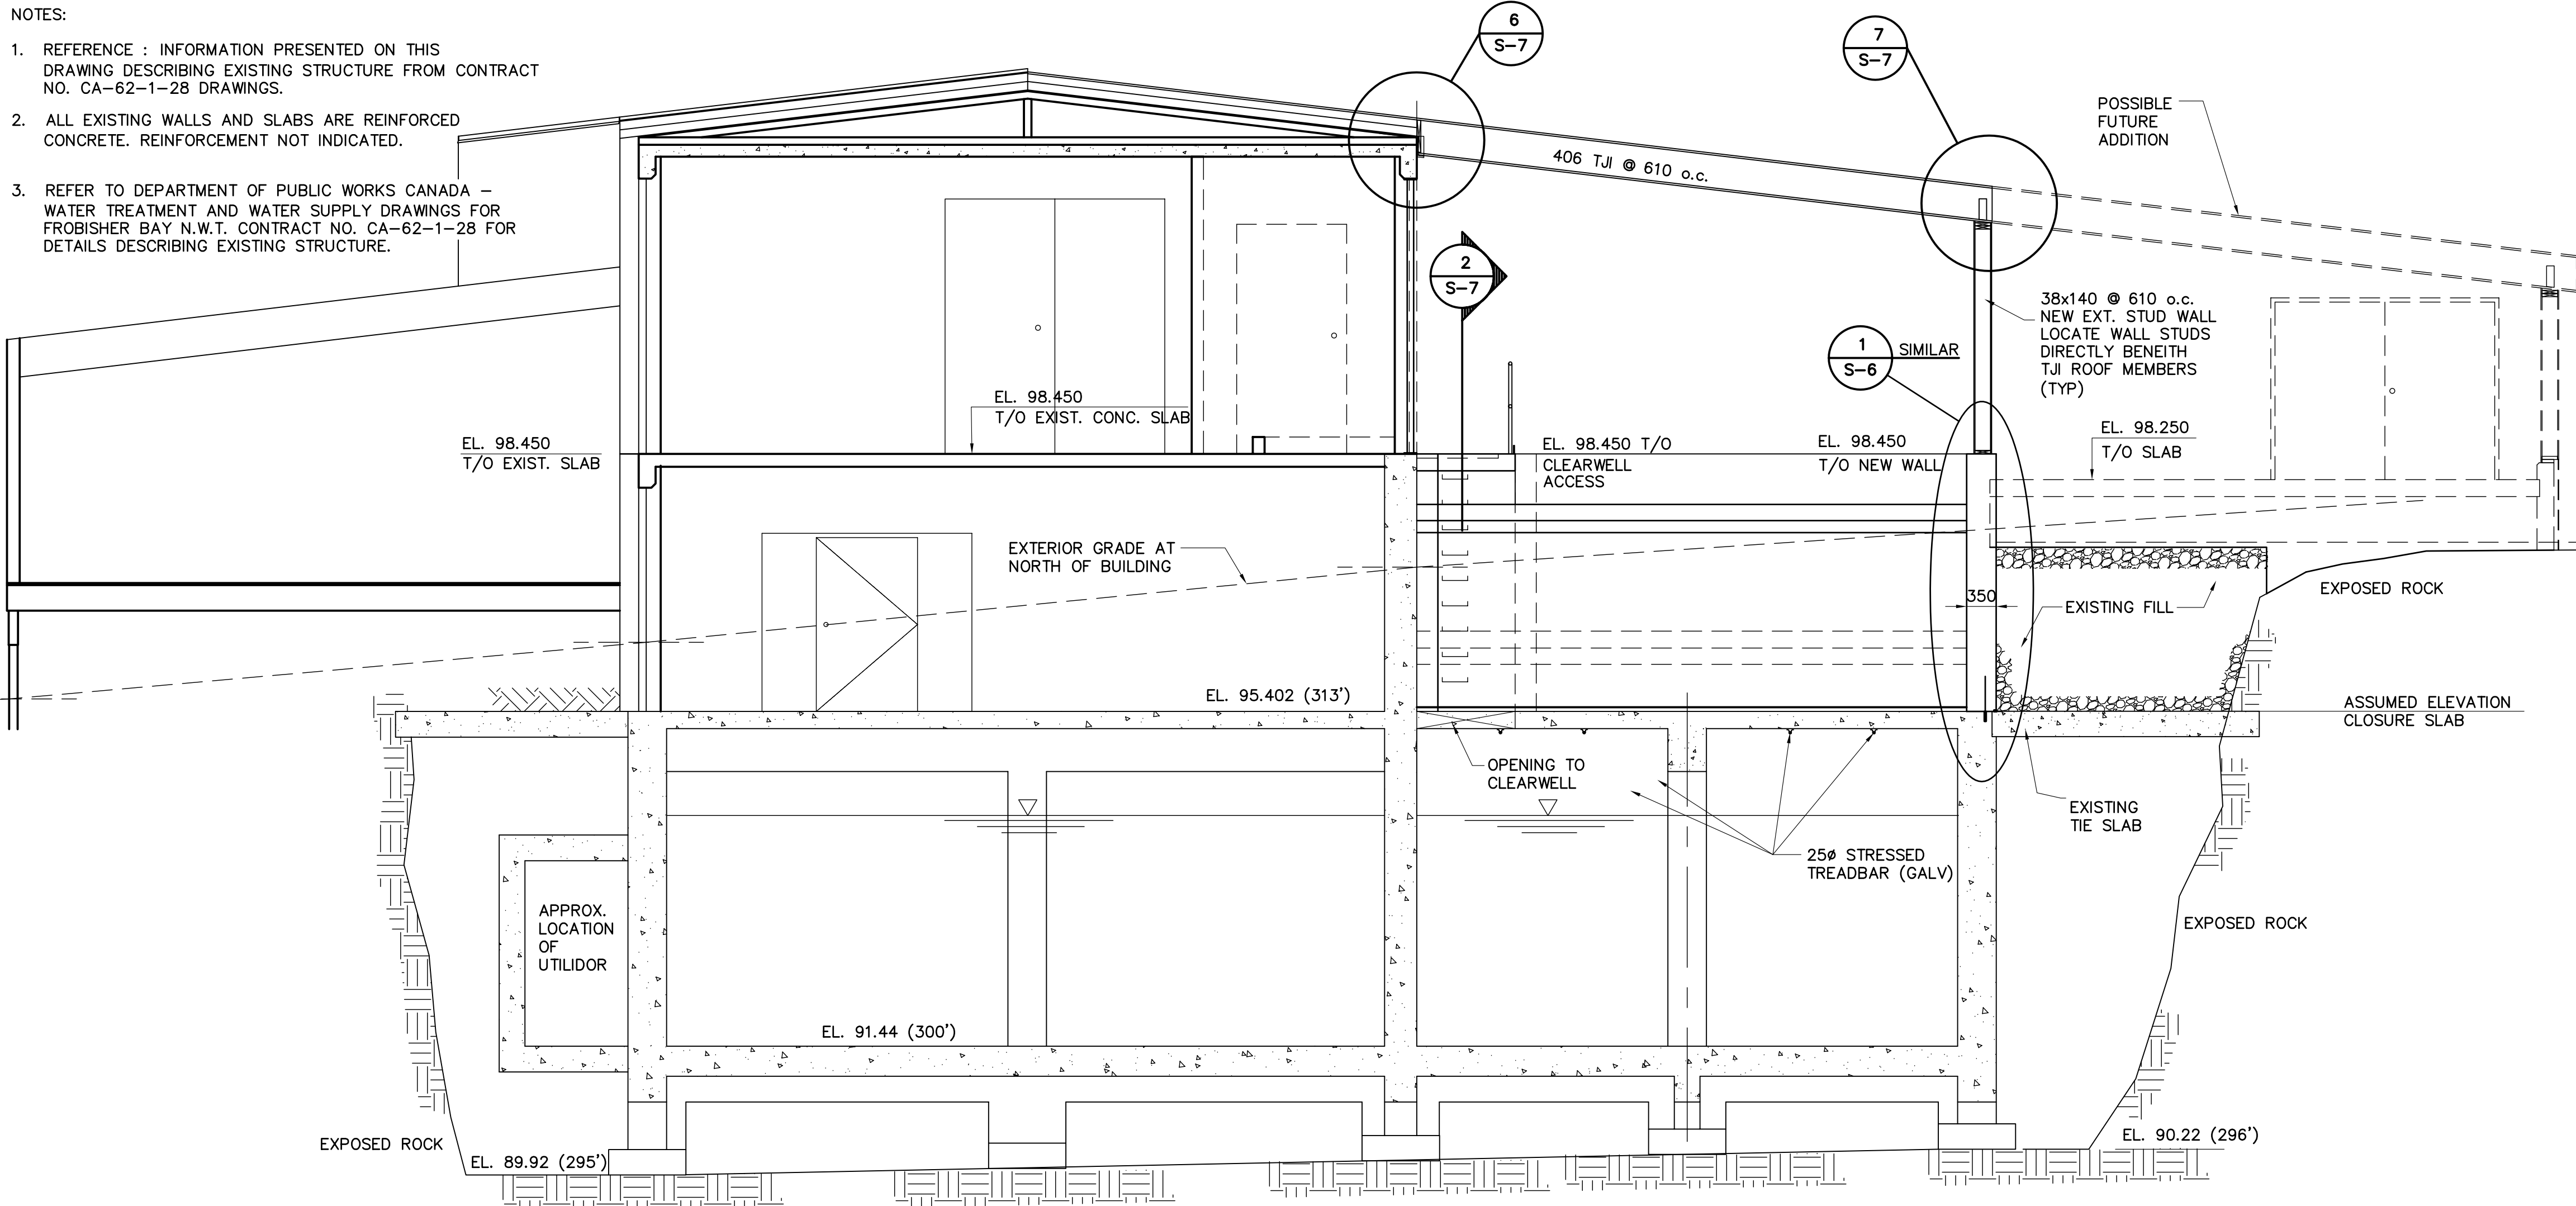 NOTES:
1. REFERENCE : INFORMATION PRESENTED ON THIS
DRAWING DESCRIBING EXISTING STRUCTURE FROM CONTRACT
NO. CA-62-1-28 DRAWINGS.
2. ALL EXISTING WALLS AND SLABS ARE REINFORCED
CONCRETE. REINFORCEMENT NOT INDICATED.
3. REFER TO DEPARTMENT OF PUBLIC WORKS CANADA -
WATER TREATMENT AND WATER SUPPLY DRAWINGS FOR
FROBISHER BAY N.W.T. CONTRACT NO. CA-62-1-28 FOR
DETAILS DESCRIBING EXISTING STRUCTURE.
6
S-7
7
S-7
POSSIBLE
FUTURE
ADDITION
406 TJI @ 610 o.c.
2
S-7
38x140 @ 610 o.c.
NEW EXT. STUD WALL
LOCATE WALL STUDS
DIRECTLY BENEITH
TJI ROOF MEMBERS
(TYP)
1
S-6
SIMILAR
EL. 98.450
T/O EXIST. CONC. SLAB
EL. 98.450
T/O EXIST. SLAB
EL. 98.450 T/O
CLEARWELL
ACCESS
EL. 98.450
T/O NEW WALL
EL. 98.250
T/O SLAB
EXTERIOR GRADE AT
NORTH OF BUILDING
350
EXISTING FILL
EXPOSED ROCK
EL. 95.402 (313')
ASSUMED ELEVATION
CLOSURE SLAB
OPENING TO
CLEARWELL
EXISTING
TIE SLAB
25ø STRESSED
TREADBAR (GALV)
APPROX.
LOCATION
OF
UTILIDOR
EXPOSED ROCK
EL. 91.44 (300')
EXPOSED ROCK
EL. 89.92 (295')
EL. 90.22 (296')